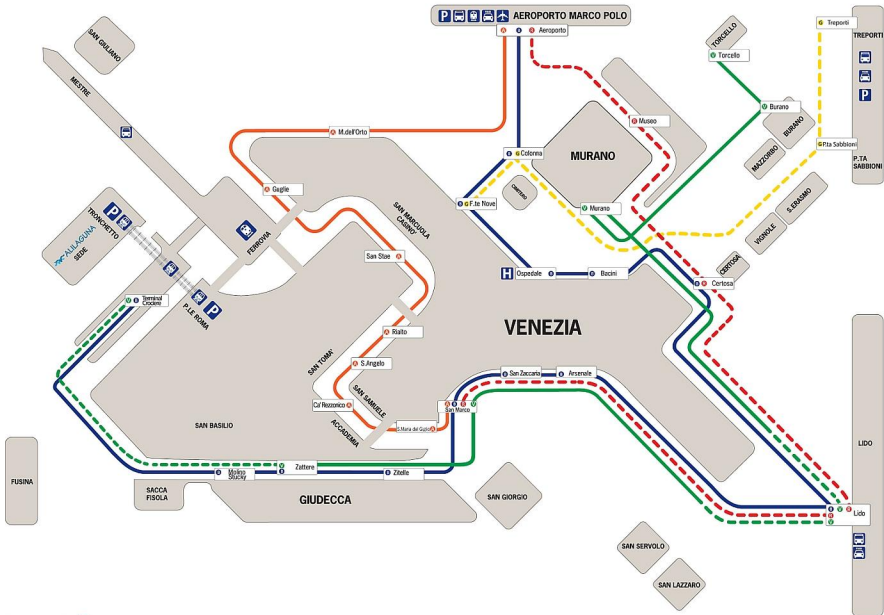 AEROPORTO MARCO POLO
Aeroporto
SAN GIULIANO
MESTRE
M.dell'Orto
Guglie
TRONCHETTO
SEDE
ALILAGUNA
FERROVIA
P.LE ROMA
Terminal
Crociere
SAN MARCUOLA
CASINO'
San Stae
Rialto
S.Angelo
SAN TOMA'
SAN SAMUELE
Ca' Rezzonico
ACCADEMIA
S.Maria del Giglio
San Marco
SAN BASILIO
Colonna
F.te Nove
CIMITERO
MURANO
Museo
Murano
TORCELLO
Torcello
Burano
BURANO
MAZZORBO
Treporti
TREPORTI
P.ta Sabbioni
P.TA
SABBIONI
S.ERASMO
VIGNOLE
CERTOSA
Certosa
H
Ospedale
Bacini
VENEZIA
San Zaccaria
Arsenale
Zattere
Molino
Stucky
Zitelle
FUSINA
SACCA
FISOLA
GIUDECCA
SAN GIORGIO
SAN SERVOLO
SAN LAZZARO
LIDO
Lido